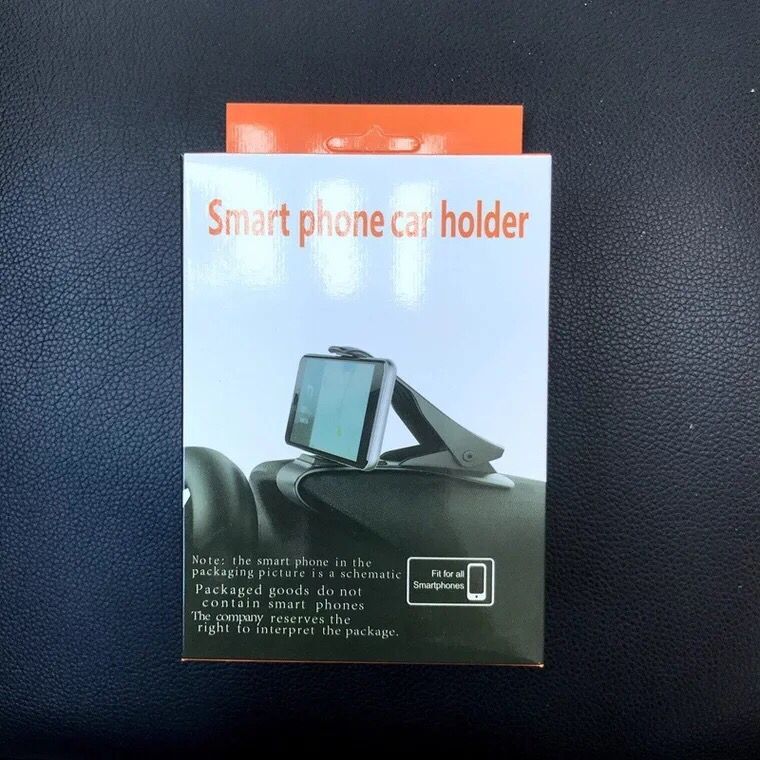 Smart phone car holder
Note: the smart phone in the
packaging picture is a schematic
Packaged goods do not
contain smart phones
The company reserves the
right to interpret the package.
Fit for all
Smartphones